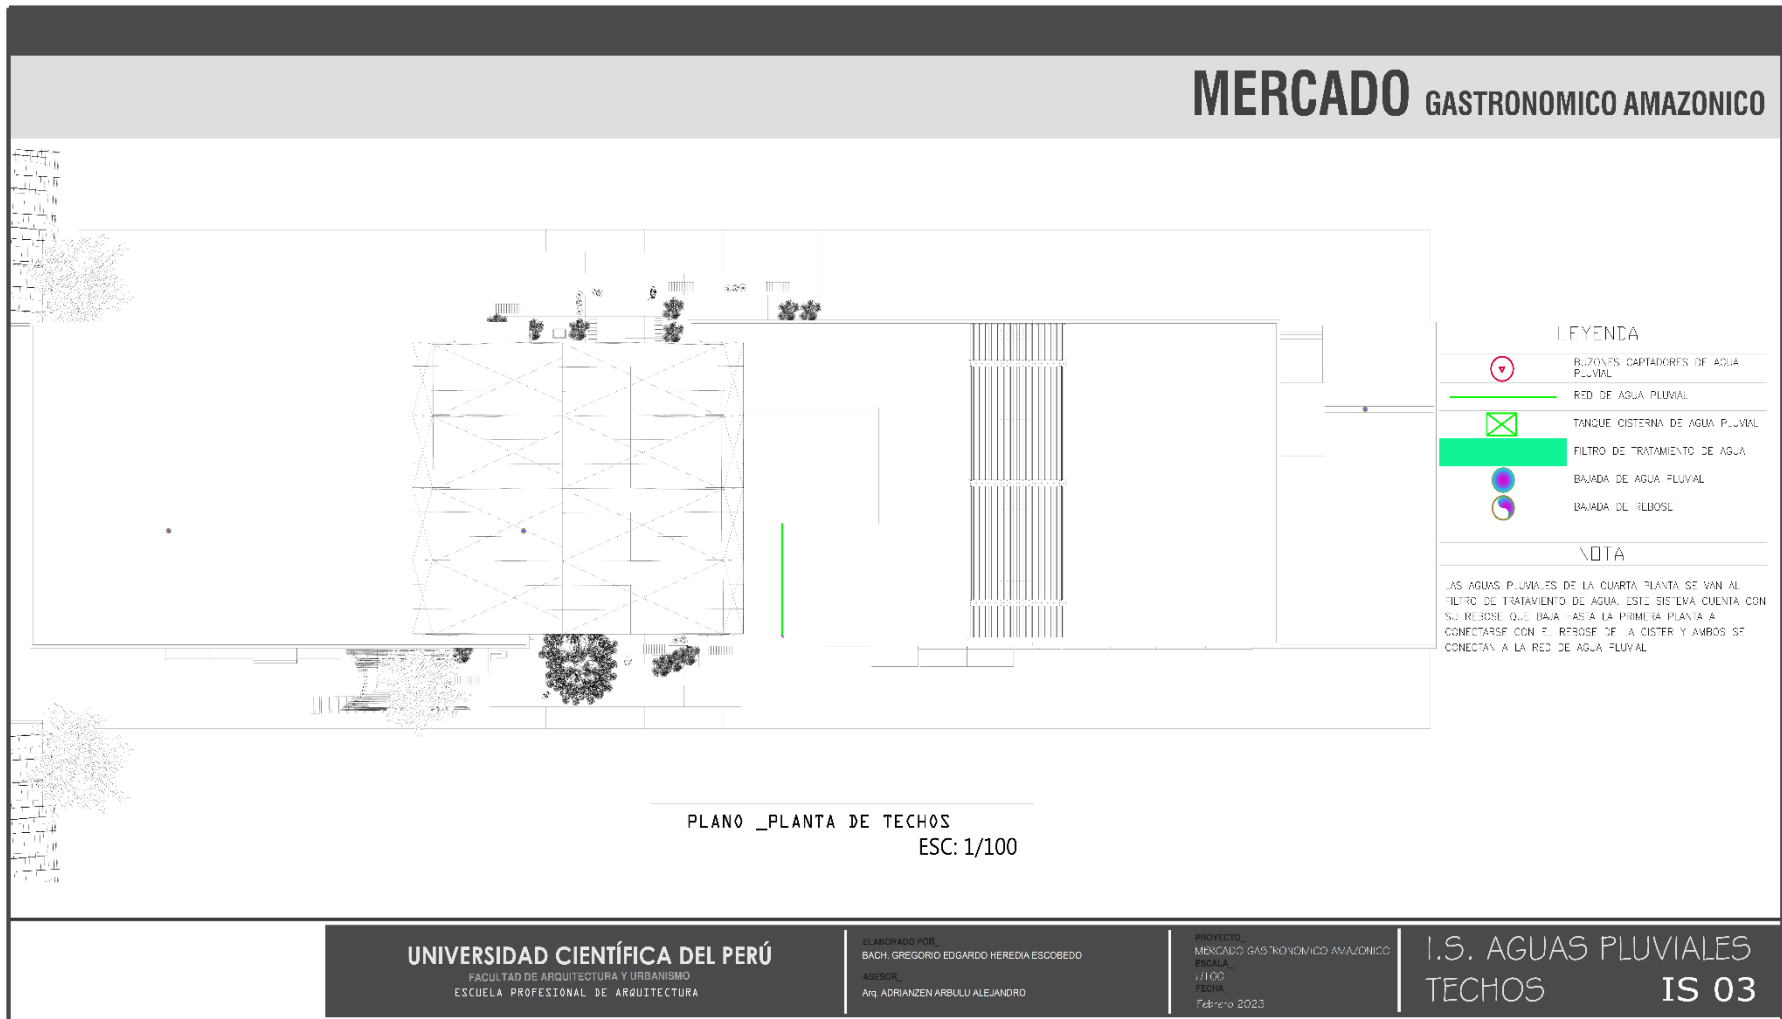 MERCADO GASTRONOMICO AMAZONICO
LEYENDA
BUZONES CAPTADORES DE AGUA
PLUVIAL
RED DE AGUA PLUVIAL
TANQUE CISTERNA DE AGUA PLUVIAL
FILTRO DE TRATAMIENTO DE AGUA
BAJADA DE AGUA PLUVIAL
BAJADA DE REBOSE
NOTA
LAS AGUAS PLUVIALES DE LA CUARTA PLANTA SE VAN AL
FILTRO DE TRATAMIENTO DE AGUA. ESTE SISTEMA CUENTA CON
SU REBOSE QUE BAJA HASTA LA PRIMERA PLANTA A
CONECTARSE CON EL REBOSE DE LA CISTER Y AMBOS SE
CONECTAN A LA RED DE AGUA PLUVIAL
PLANO _PLANTA DE TECHOS
ESC: 1/100
UNIVERSIDAD CIENTÍFICA DEL PERÚ
FACULTAD DE ARQUITECTURA Y URBANISMO
ESCUELA PROFESIONAL DE ARQUITECTURA
ELABORADO POR_
BACH. GREGORIO EDGARDO HEREDIA ESCOBEDO
ASESOR_
Arq. ADRIANZEN ARBULU ALEJANDRO
PROYECTO_
MERCADO GASTRONOMICO AMAZONICO
ESCALA_
1/100
FECHA
Febrero 2023
I.S. AGUAS PLUVIALES
TECHOS IS 03